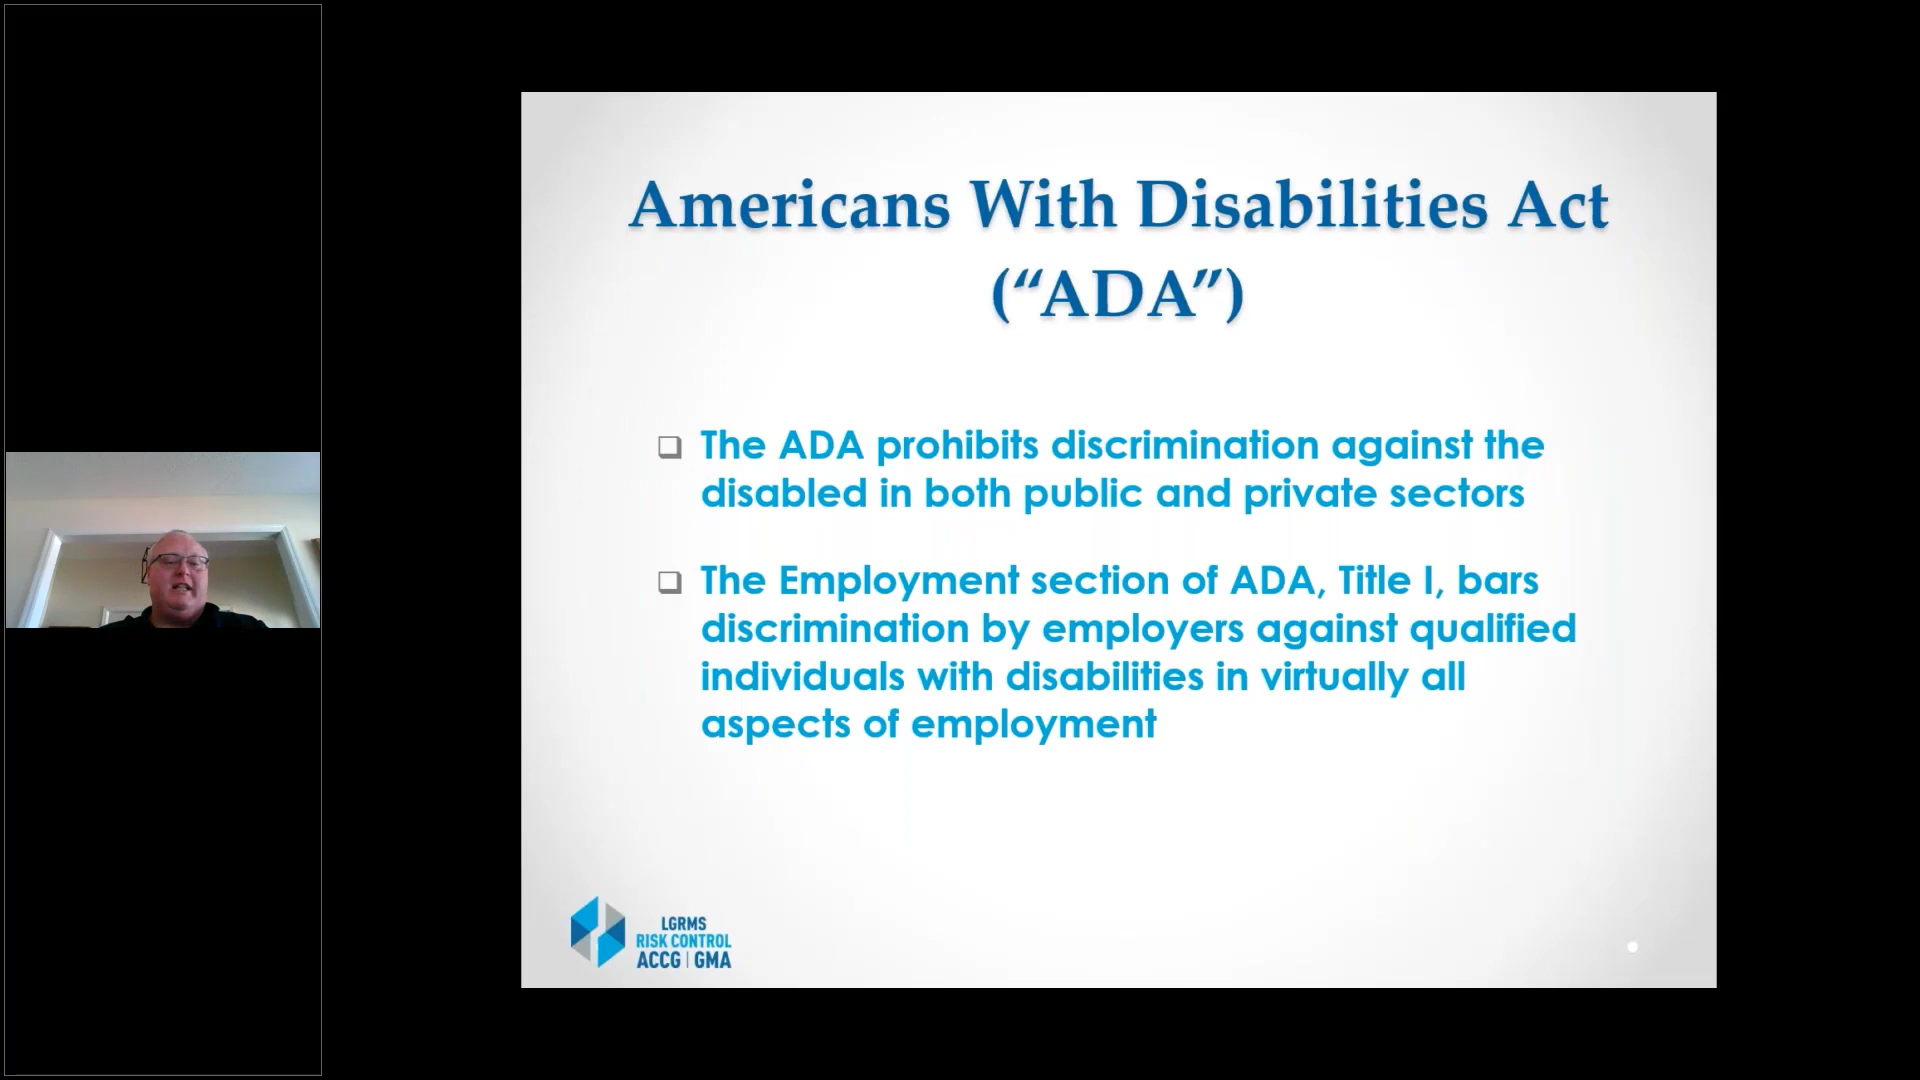 Americans With Disabilities Act
(“ADA”)
❑ The ADA prohibits discrimination against the
disabled in both public and private sectors
❑ The Employment section of ADA, Title I, bars
discrimination by employers against qualified
individuals with disabilities in virtually all
aspects of employment
LGRMS
RISK CONTROL
ACCG | GMA